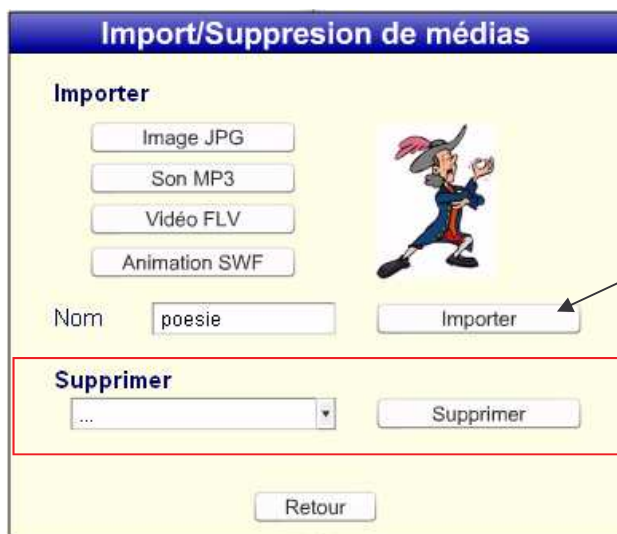 Import/Suppresion de médias
Importer
Image JPG
Son MP3
Vidéo FLV
Animation SWF
Nom poesie Importer
Supprimer
... Supprimer
Retour